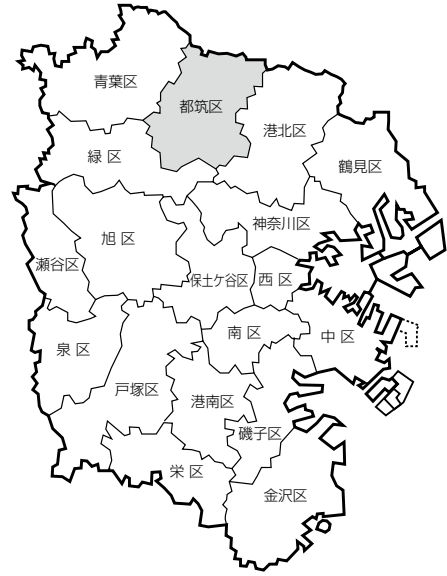 青葉区
都筑区
港北区
緑 区
鶴見区
神奈川区
旭 区
瀬谷区
保土ケ谷区
西 区
南 区
中 区
泉 区
戸塚区
港南区
磯子区
栄 区
金沢区